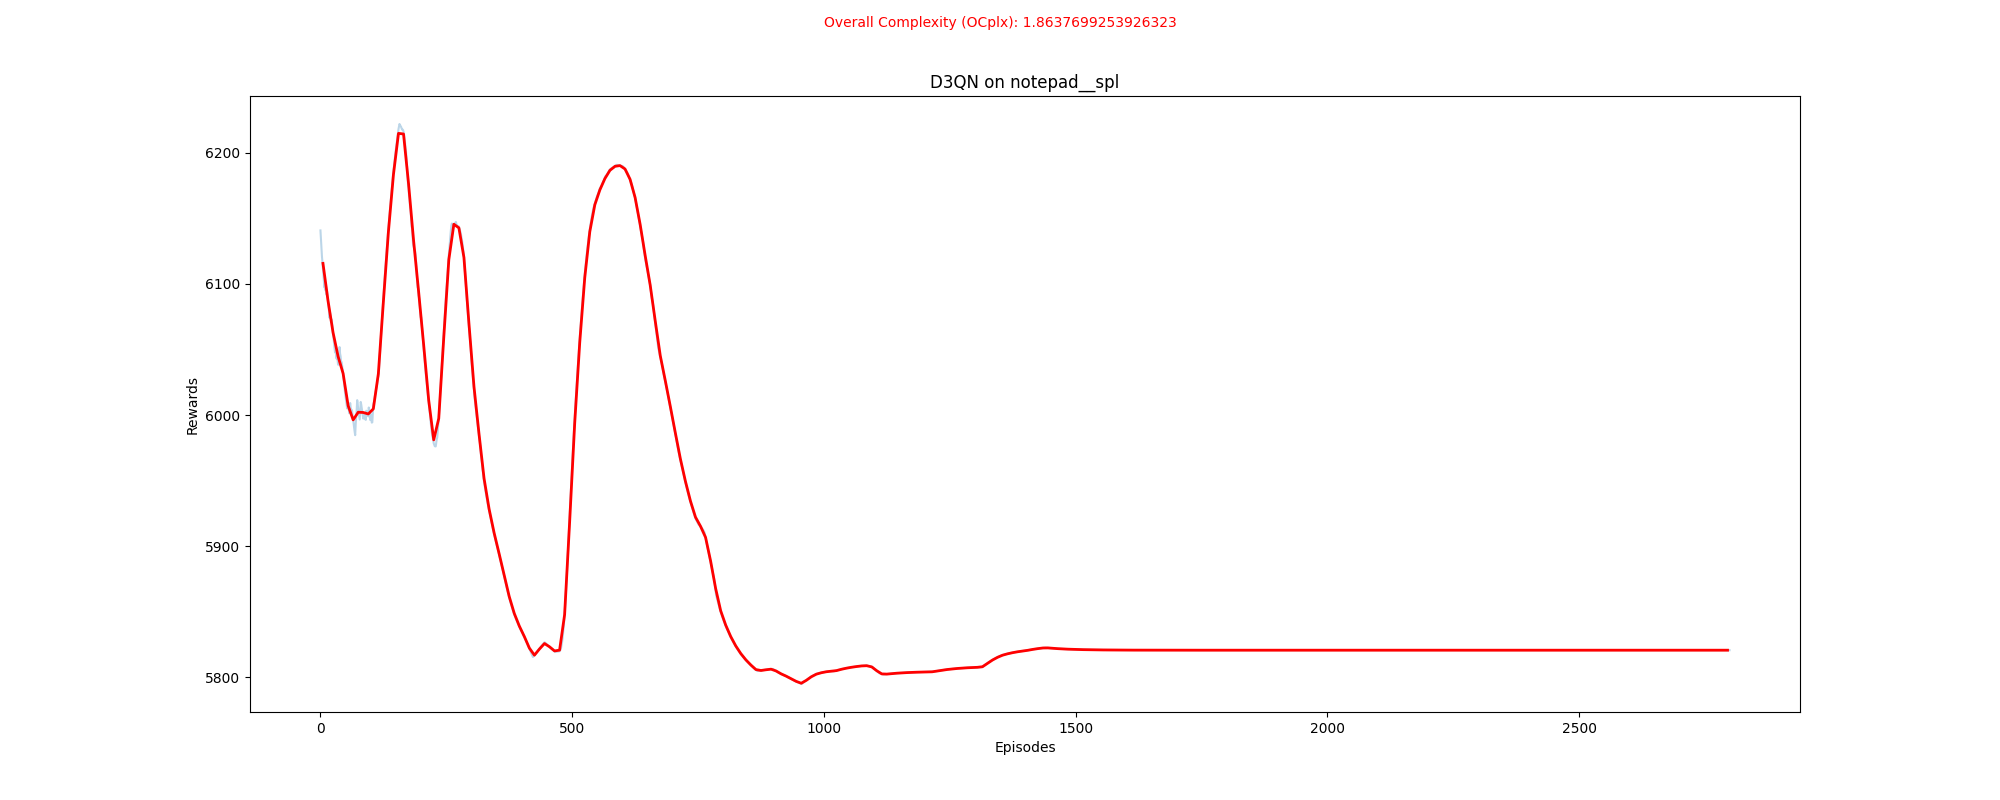 Overall Complexity (OCplx): 1.8637699253926323
D3QN on notepad__spl
6200
6100
6000
5900
5800
Rewards
0 500 1000 1500 2000 2500
Episodes